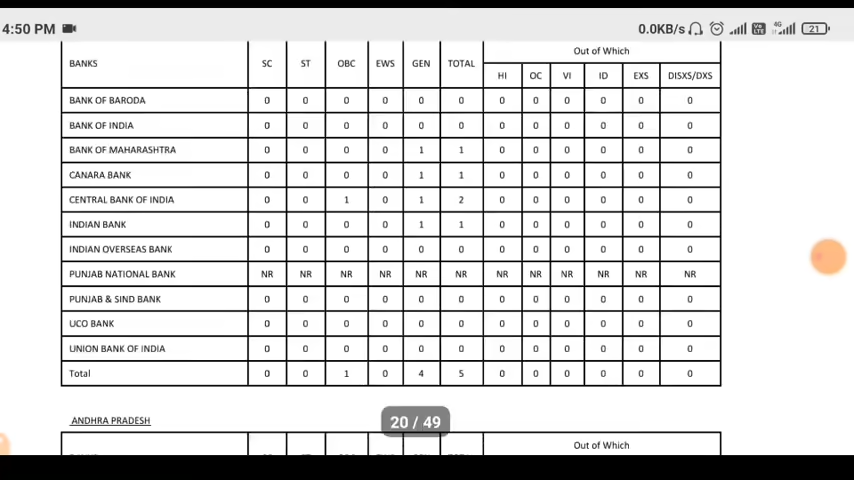 4:50 PM
0.0KB/s 4G Vo LTE 21
Out of Which
BANKS SC ST OBC EWS GEN TOTAL HI OC VI ID EXS DISXS/DXS
BANK OF BARODA 0 0 0 0 0 0 0 0 0 0 0 0
BANK OF INDIA 0 0 0 0 0 0 0 0 0 0 0 0
BANK OF MAHARASHTRA 0 0 0 0 1 1 0 0 0 0 0 0
CANARA BANK 0 0 0 0 1 1 0 0 0 0 0 0
CENTRAL BANK OF INDIA 0 0 1 0 1 2 0 0 0 0 0 0
INDIAN BANK 0 0 0 0 1 1 0 0 0 0 0 0
INDIAN OVERSEAS BANK 0 0 0 0 0 0 0 0 0 0 0 0
PUNJAB NATIONAL BANK NR NR NR NR NR NR NR NR NR NR NR NR
PUNJAB & SIND BANK 0 0 0 0 0 0 0 0 0 0 0 0
UCO BANK 0 0 0 0 0 0 0 0 0 0 0 0
UNION BANK OF INDIA 0 0 0 0 0 0 0 0 0 0 0 0
Total 0 0 1 0 4 5 0 0 0 0 0 0
20 / 49
ANDHRA PRADESH
Out of Which